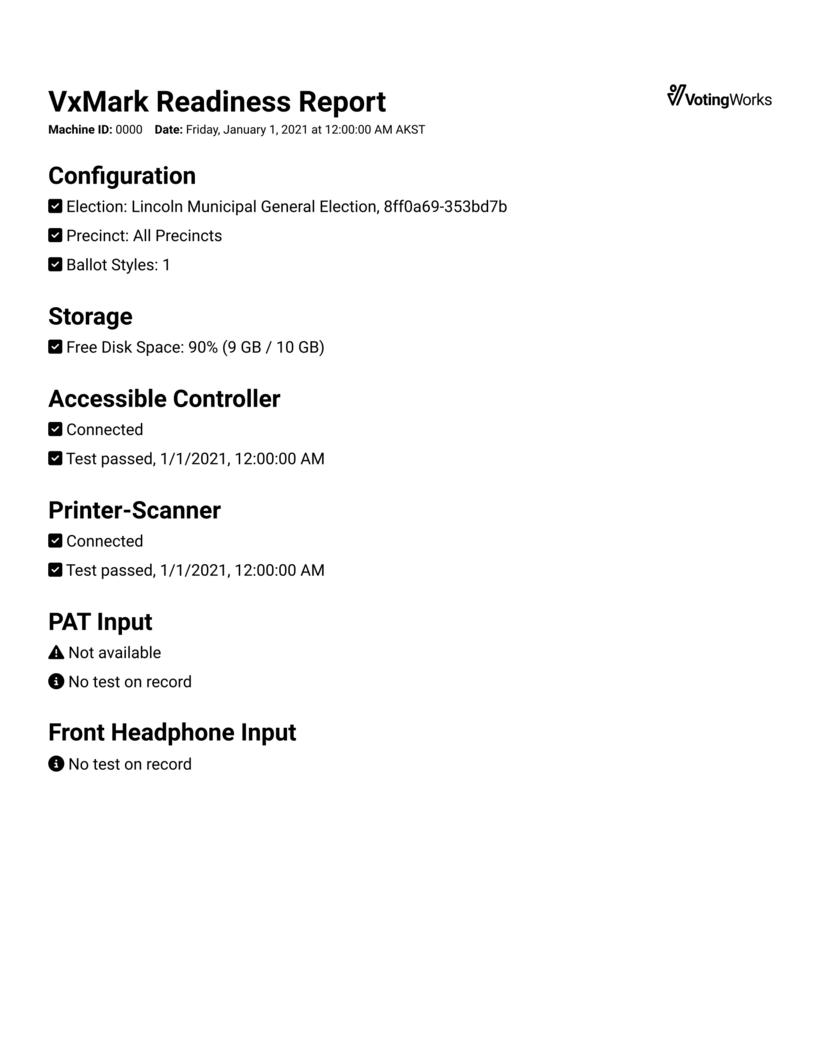 VxMark Readiness Report
VotingWorks
Machine ID: 0000 Date: Friday, January 1, 2021 at 12:00:00 AM AKST
Configuration
Election: Lincoln Municipal General Election, 8ff0a69-353bd7b
Precinct: All Precincts
Ballot Styles: 1
Storage
Free Disk Space: 90% (9 GB / 10 GB)
Accessible Controller
Connected
Test passed, 1/1/2021, 12:00:00 AM
Printer-Scanner
Connected
Test passed, 1/1/2021, 12:00:00 AM
PAT Input
Not available
No test on record
Front Headphone Input
No test on record